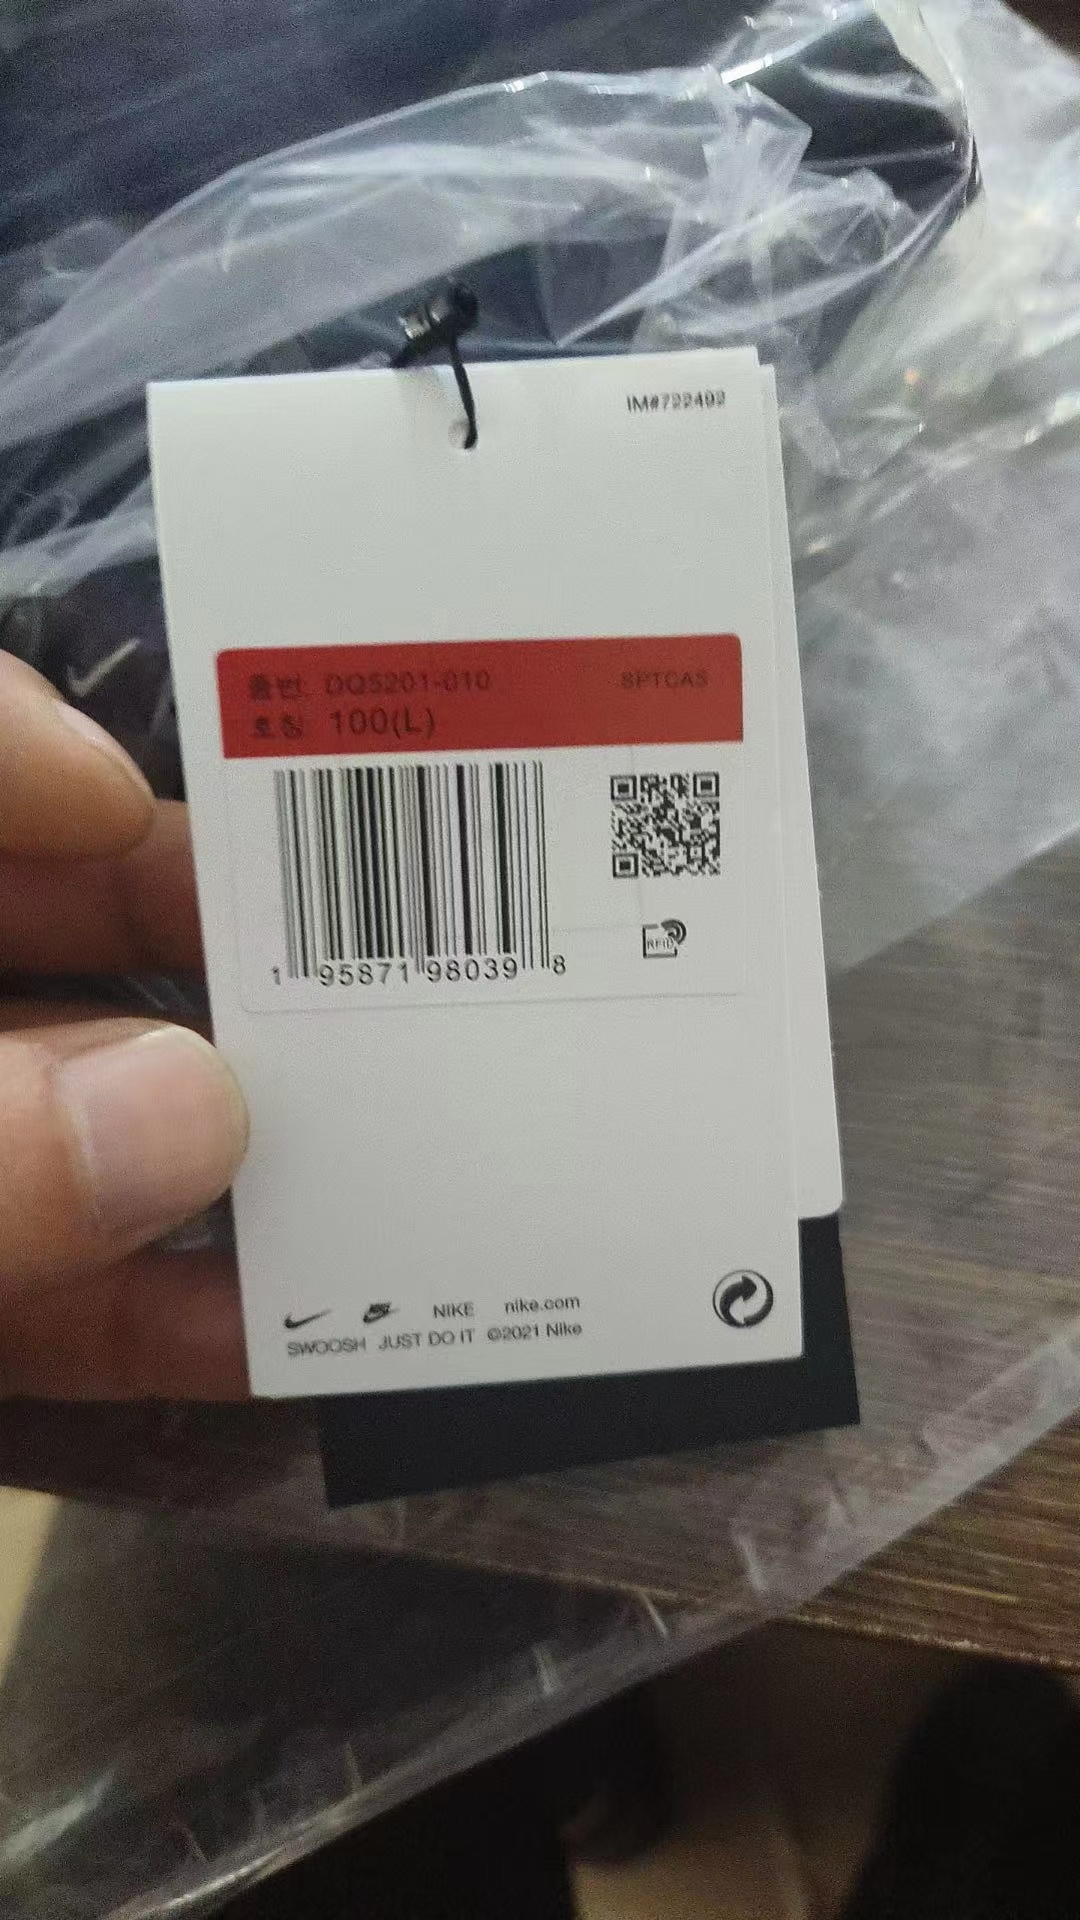 IM#722492
품번 DQ5201-010 SPTCAS
호칭 100(L)
1 95871 98039 8
RFID
NIKE nike.com
SWOOSH JUST DO IT ©2021 Nike